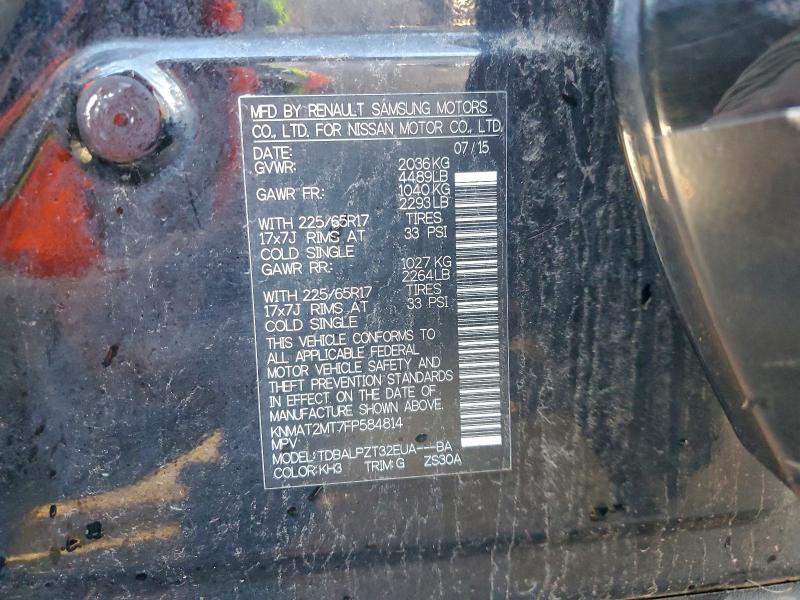 MFD BY RENAULT SAMSUNG MOTORS
CO., LTD. FOR NISSAN MOTOR CO., LTD.
DATE: 07/15
GVWR: 2036KG
4489LB
GAWR FR: 1040KG
2293LB
WITH 225/65R17 TIRES
17x7J RIMS AT 33 PSI
COLD SINGLE
GAWR RR: 1027KG
2264LB
WITH 225/65R17 TIRES
17x7J RIMS AT 33 PSI
COLD SINGLE
THIS VEHICLE CONFORMS TO
ALL APPLICABLE FEDERAL
MOTOR VEHICLE SAFETY AND
THEFT PREVENTION STANDARDS
IN EFFECT ON THE DATE OF
MANUFACTURE SHOWN ABOVE.
KNMAT2MT7FP584814
MPV
MODEL: TDBALPZT32EUA---BA
COLOR: KH3 TRIM: G ZS30A